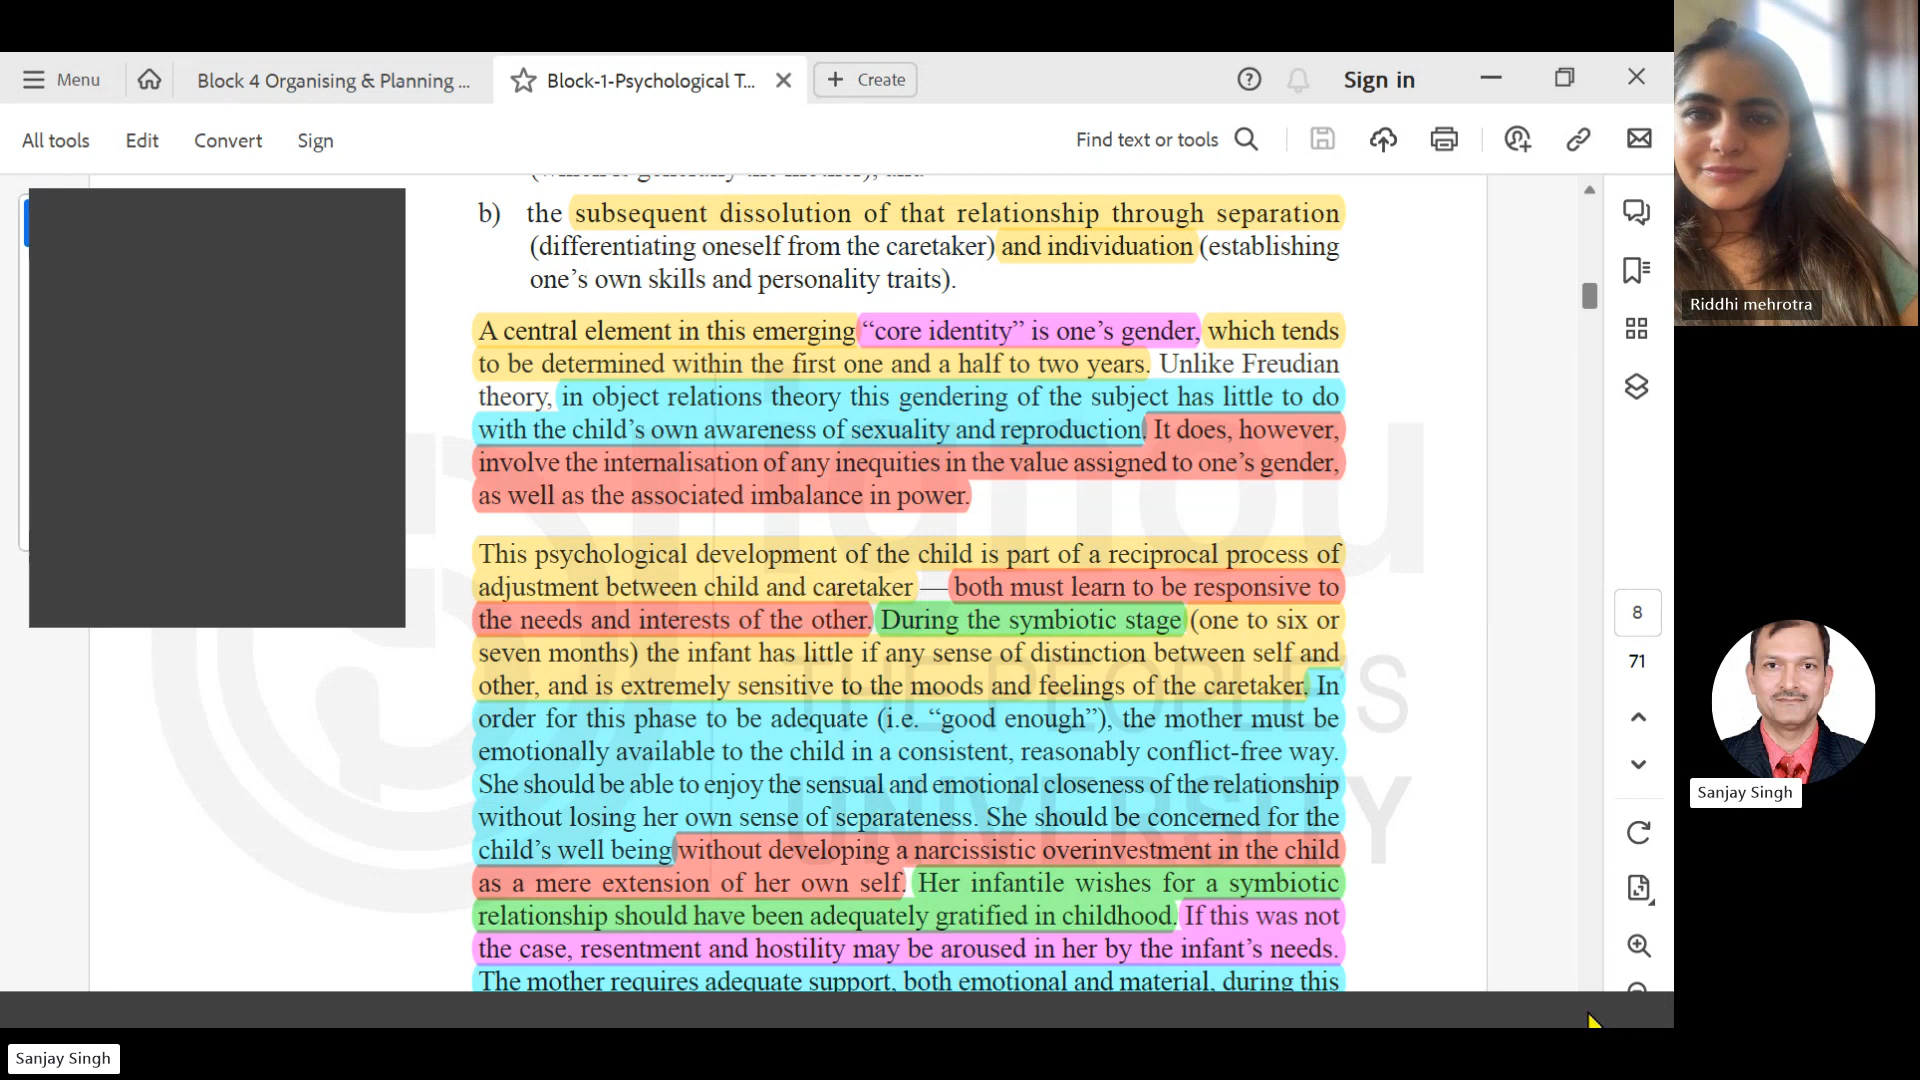 Menu
Block 4 Organising & Planning ...
Block-1-Psychological T...
Create
Sign in
All tools
Edit
Convert
Sign
Find text or tools
b) the subsequent dissolution of that relationship through separation
(differentiating oneself from the caretaker) and individuation (establishing
one’s own skills and personality traits).
A central element in this emerging “core identity” is one’s gender, which tends
to be determined within the first one and a half to two years. Unlike Freudian
theory, in object relations theory this gendering of the subject has little to do
with the child’s own awareness of sexuality and reproduction. It does, however,
involve the internalisation of any inequities in the value assigned to one’s gender,
as well as the associated imbalance in power.
This psychological development of the child is part of a reciprocal process of
adjustment between child and caretaker — both must learn to be responsive to
the needs and interests of the other. During the symbiotic stage (one to six or
seven months) the infant has little if any sense of distinction between self and
other, and is extremely sensitive to the moods and feelings of the caretaker. In
order for this phase to be adequate (i.e. “good enough”), the mother must be
emotionally available to the child in a consistent, reasonably conflict-free way.
She should be able to enjoy the sensual and emotional closeness of the relationship
without losing her own sense of separateness. She should be concerned for the
child’s well being without developing a narcissistic overinvestment in the child
as a mere extension of her own self. Her infantile wishes for a symbiotic
relationship should have been adequately gratified in childhood. If this was not
the case, resentment and hostility may be aroused in her by the infant’s needs.
The mother requires adequate support, both emotional and material, during this
ignou
THE PEOPLE'S
UNIVERSITY
8
71
Riddhi mehrotra
Sanjay Singh
Sanjay Singh